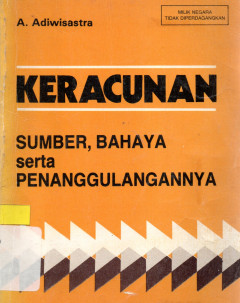 A. Adiwisastra
MILIK NEGARA
TIDAK DIPERDAGANGKAN
KERACUNAN
SUMBER, BAHAYA
serta
PENANGGULANGANNYA